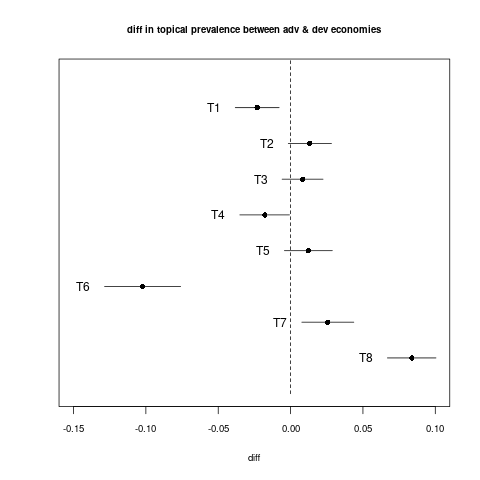 diff in topical prevalence between adv & dev economies
T1
T2
T3
T4
T5
T6
T7
T8
-0.15 -0.10 -0.05 0.00 0.05 0.10
diff